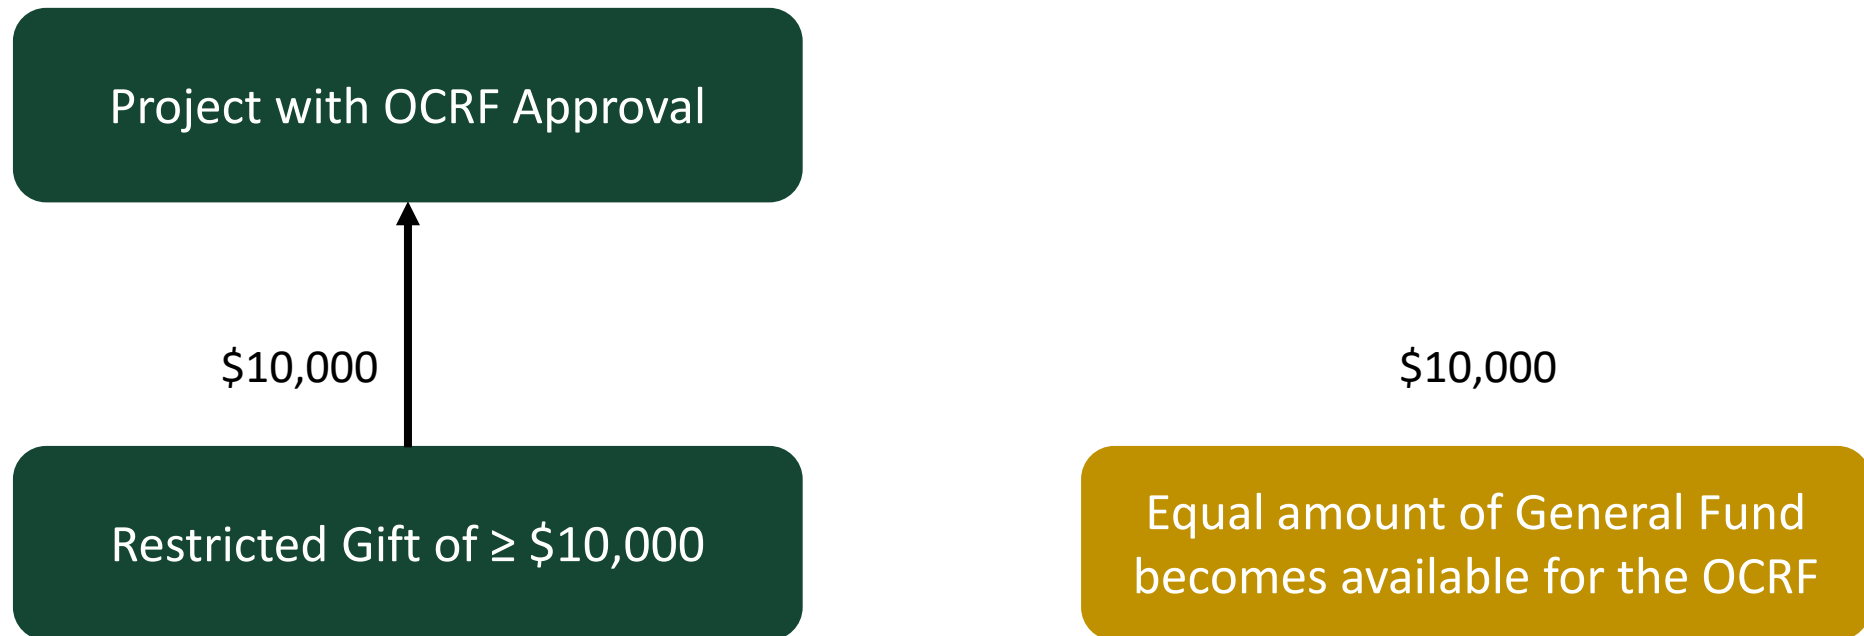 Project with OCRF Approval
$10,000
$10,000
Restricted Gift of ≥ $10,000
Equal amount of General Fund
becomes available for the OCRF